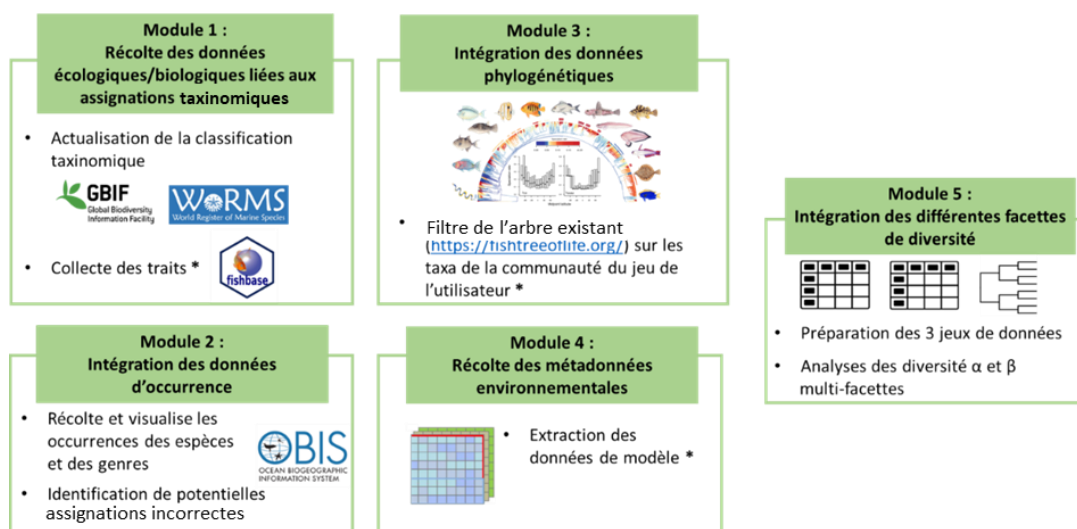 Module 1 :
Récolte des données
écologiques/biologiques liées aux
assignations taxinomiques
• Actualisation de la classification
taxinomique
GBIF
Global Biodiversity
Information Facility
WoRMS
World Register of Marine Species
• Collecte des traits *
fishbase
Module 2 :
Intégration des données
d'occurrence
• Récolte et visualise les
occurrences des espèces
et des genres
OBIS
OCEAN BIOGEOGRAPHIC
INFORMATION SYSTEM
• Identification de potentielles
assignations incorrectes
Module 3 :
Intégration des données
phylogénétiques
• Filtre de l'arbre existant
(https://fishtreeoflife.org/) sur les
taxa de la communauté du jeu de
l'utilisateur *
Module 4 :
Récolte des métadonnées
environnementales
• Extraction des
données de modèle *
Module 5 :
Intégration des différentes facettes
de diversité
• Préparation des 3 jeux de données
• Analyses des diversité α et β
multi-facettes